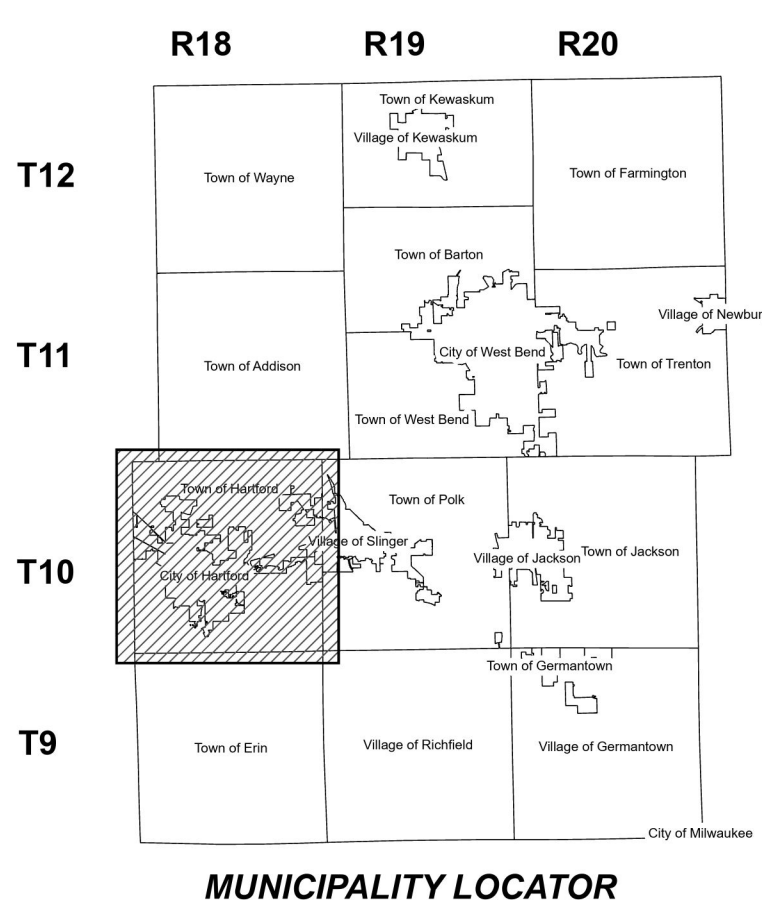 R18 R19 R20
Town of Kewaskum
Village of Kewaskum
T12
Town of Wayne
Town of Farmington
Town of Barton
Village of Newbur
T11
City of West Bend
Town of Addison
Town of Trenton
Town of West Bend
Town of Hartford
Town of Polk
Village of Slinger
Town of Jackson
Village of Jackson
T10
City of Hartford
Town of Germantown
T9
Town of Erin
Village of Richfield
Village of Germantown
City of Milwaukee
MUNICIPALITY LOCATOR